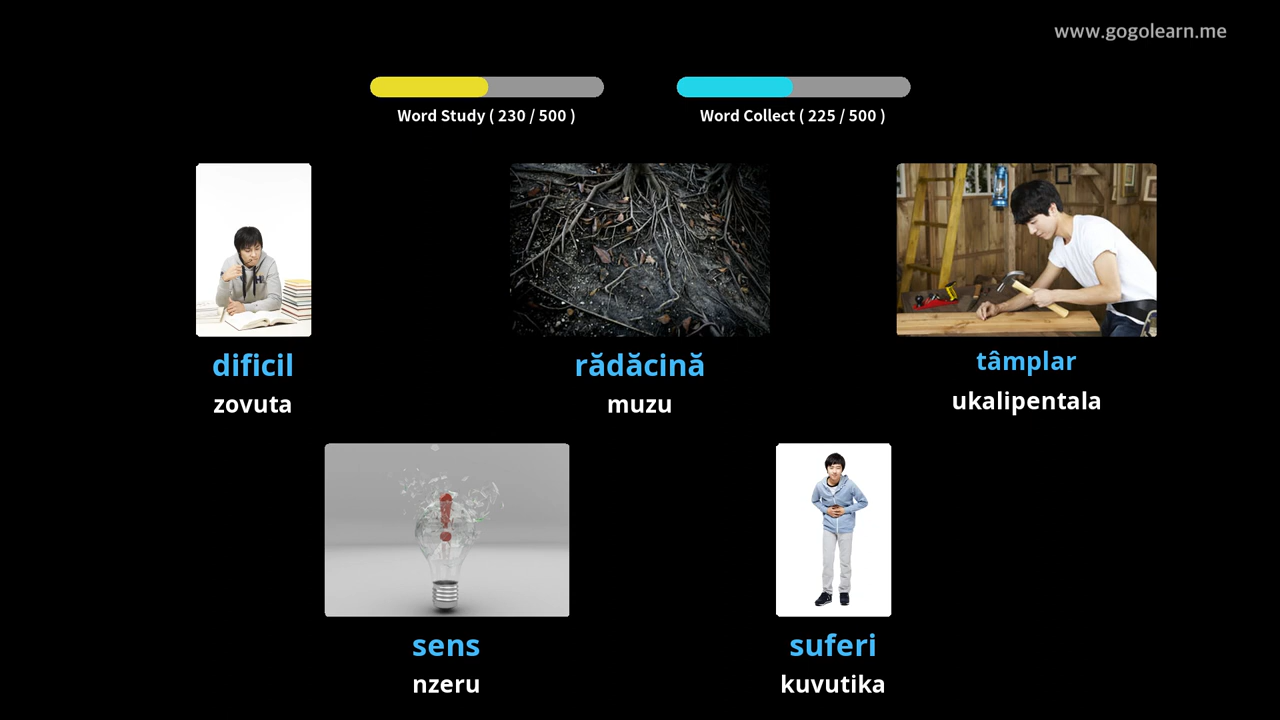 www.gogolearn.me
Word Study ( 230 / 500 )
Word Collect ( 225 / 500 )
dificil
zovuta
rădăcină
muzu
tâmplar
ukalipentala
sens
nzeru
suferi
kuvutika